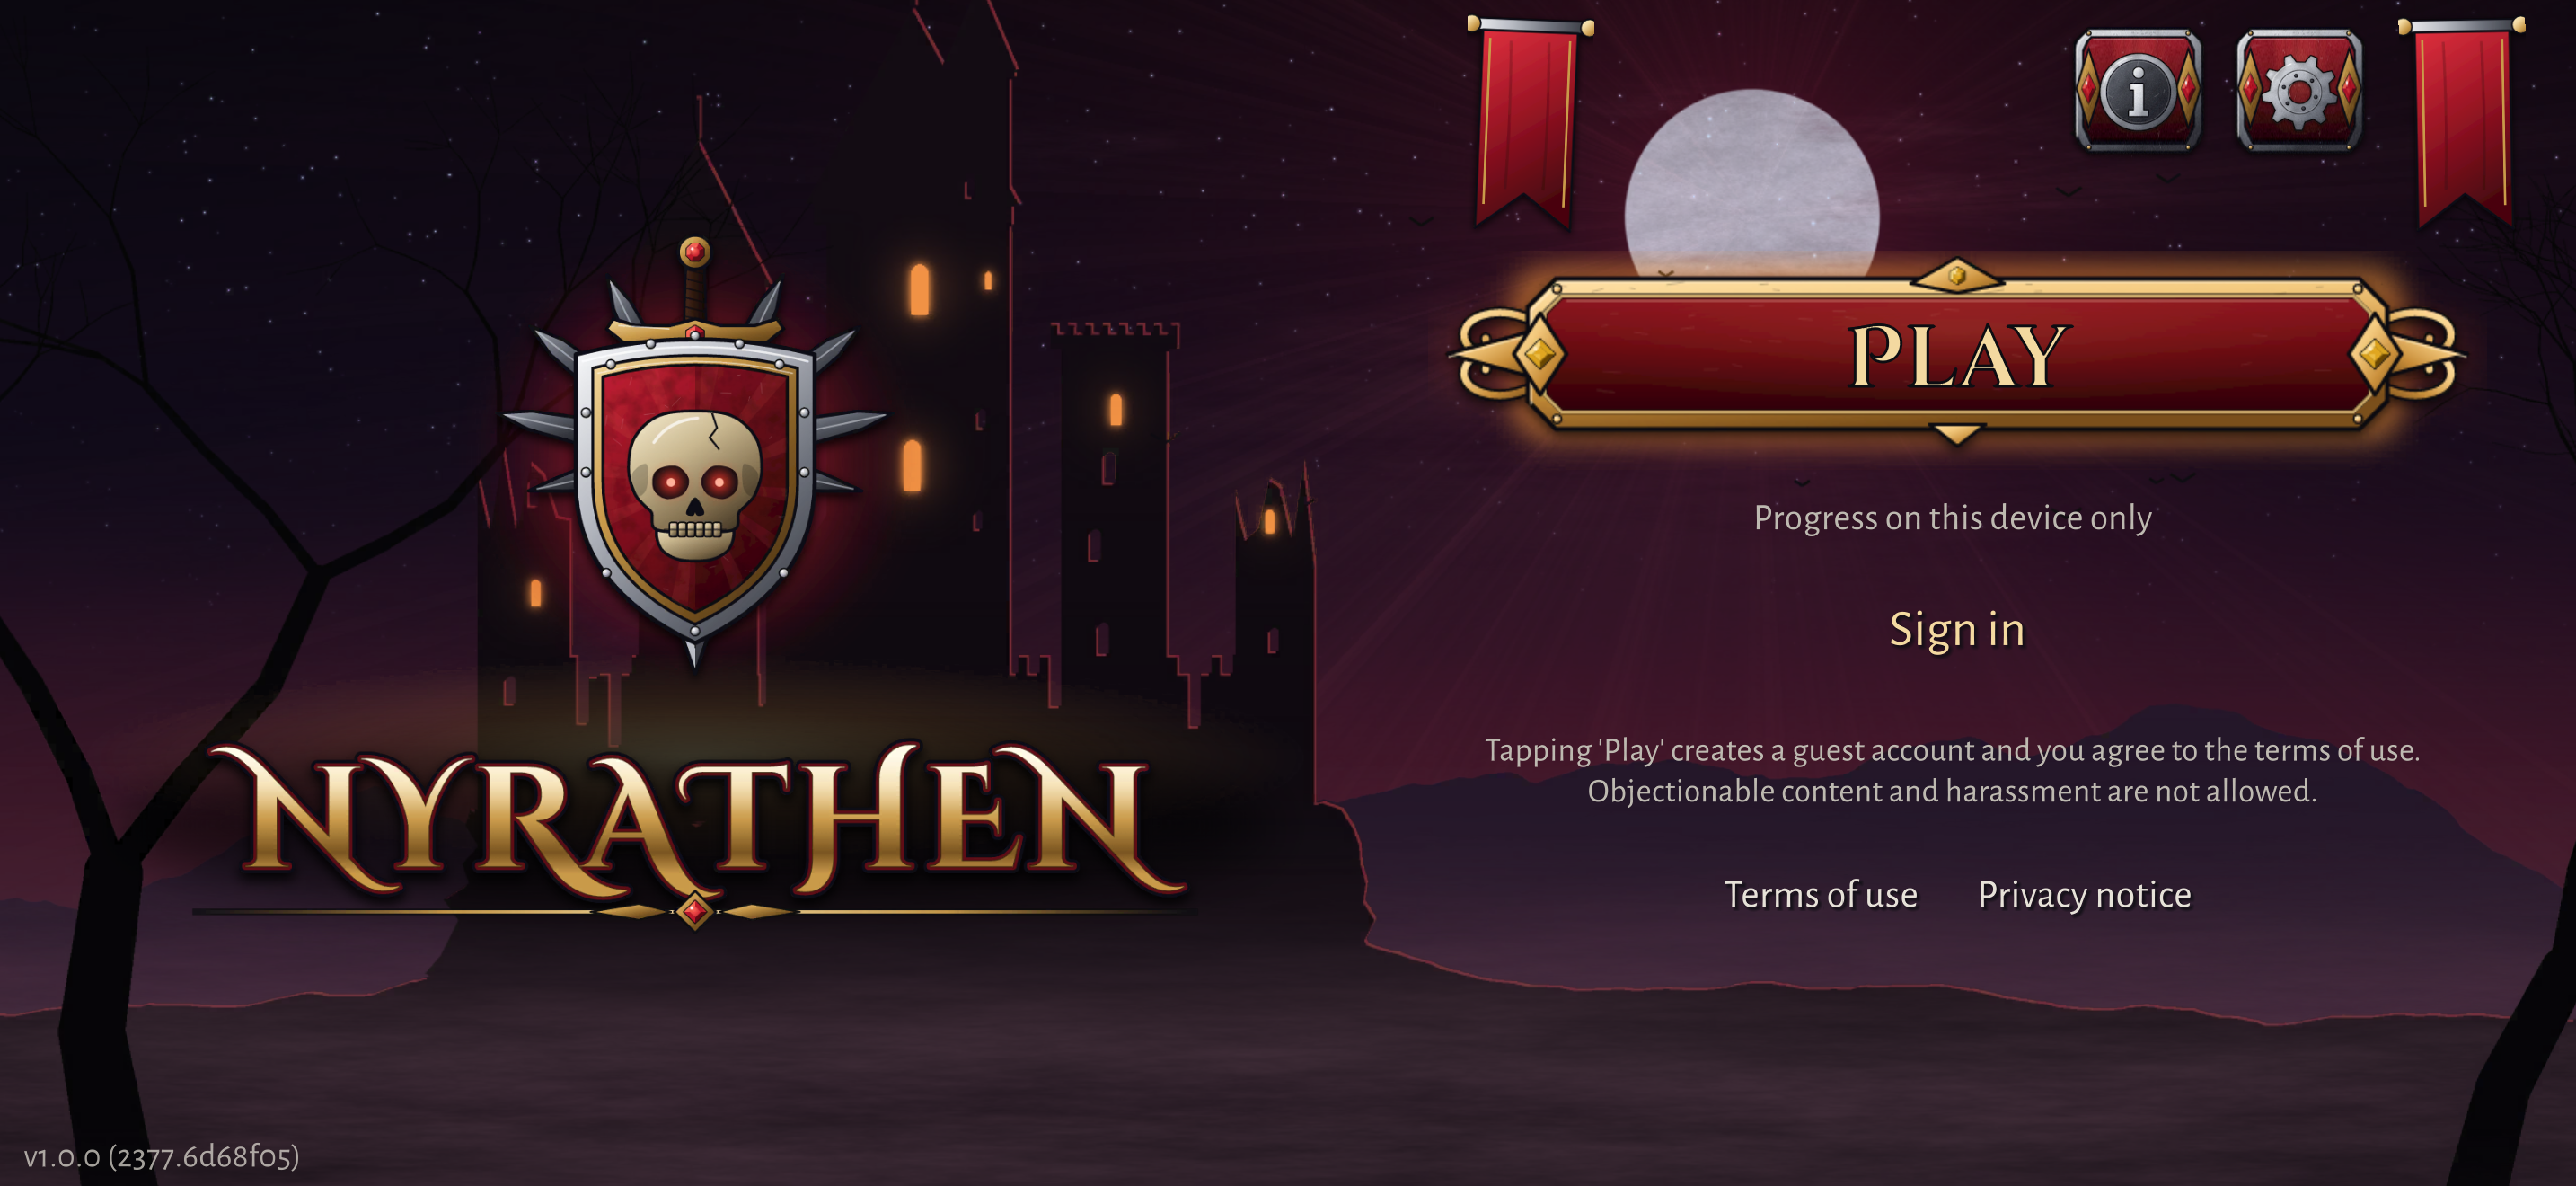 PLAY
Progress on this device only
Sign in
NYRATHEN
Tapping 'Play' creates a guest account and you agree to the terms of use.
Objectionable content and harassment are not allowed.
Terms of use
Privacy notice
v1.0.0 (2377.6d68f05)